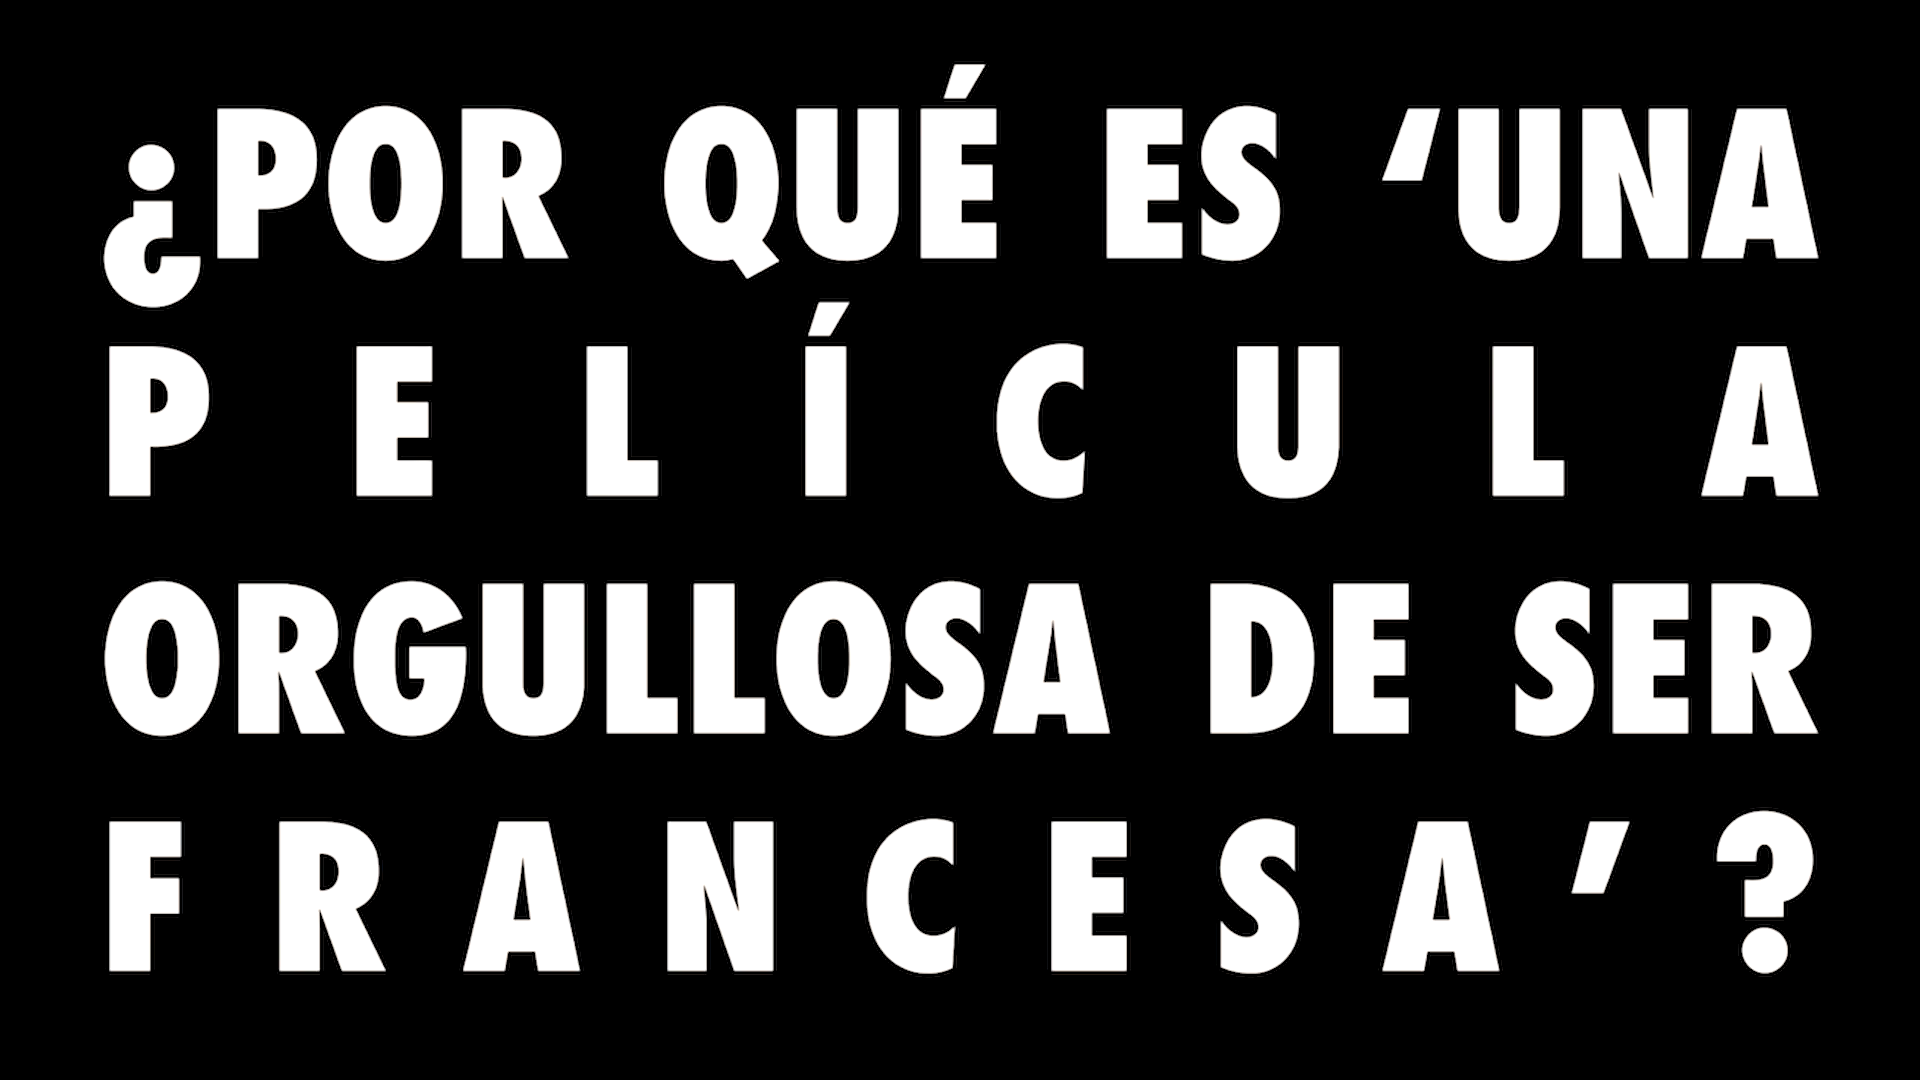 ¿POR QUÉ ES ‘UNA
PELÍCULA
ORGULLOSA DE SER
FRANCESA’?